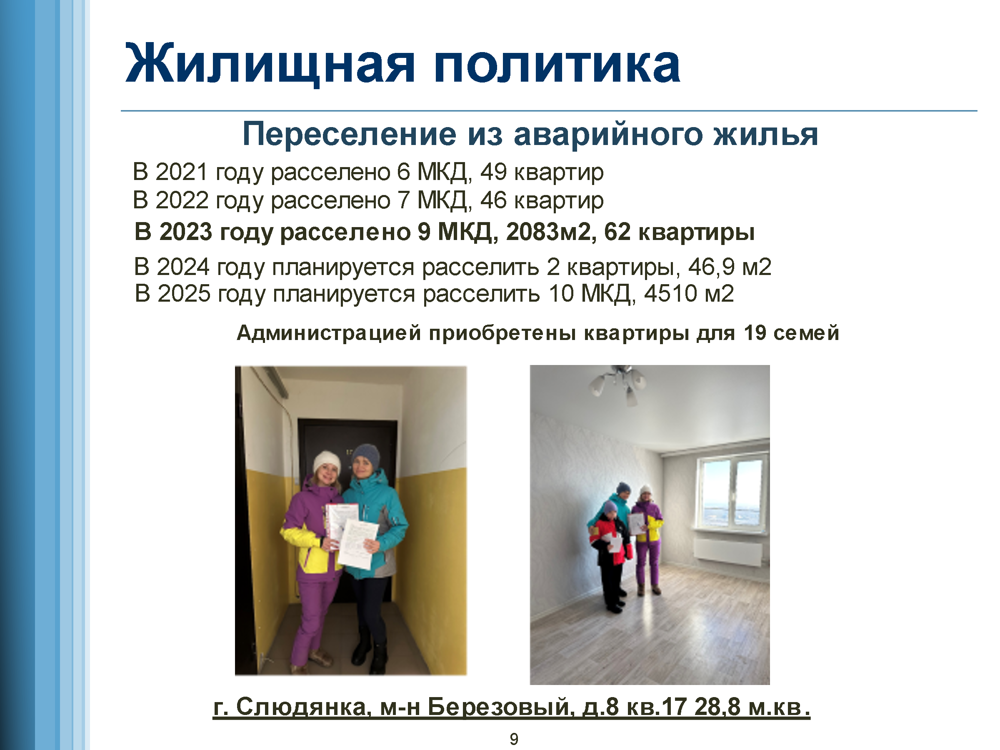 Жилищная политика
Переселение из аварийного жилья
В 2021 году расселено 6 МКД, 49 квартир
В 2022 году расселено 7 МКД, 46 квартир
В 2023 году расселено 9 МКД, 2083м2, 62 квартиры
В 2024 году планируется расселить 2 квартиры, 46,9 м2
В 2025 году планируется расселить 10 МКД, 4510 м2
Администрацией приобретены квартиры для 19 семей
г. Слюдянка, м-н Березовый, д.8 кв.17 28,8 м.кв.
9